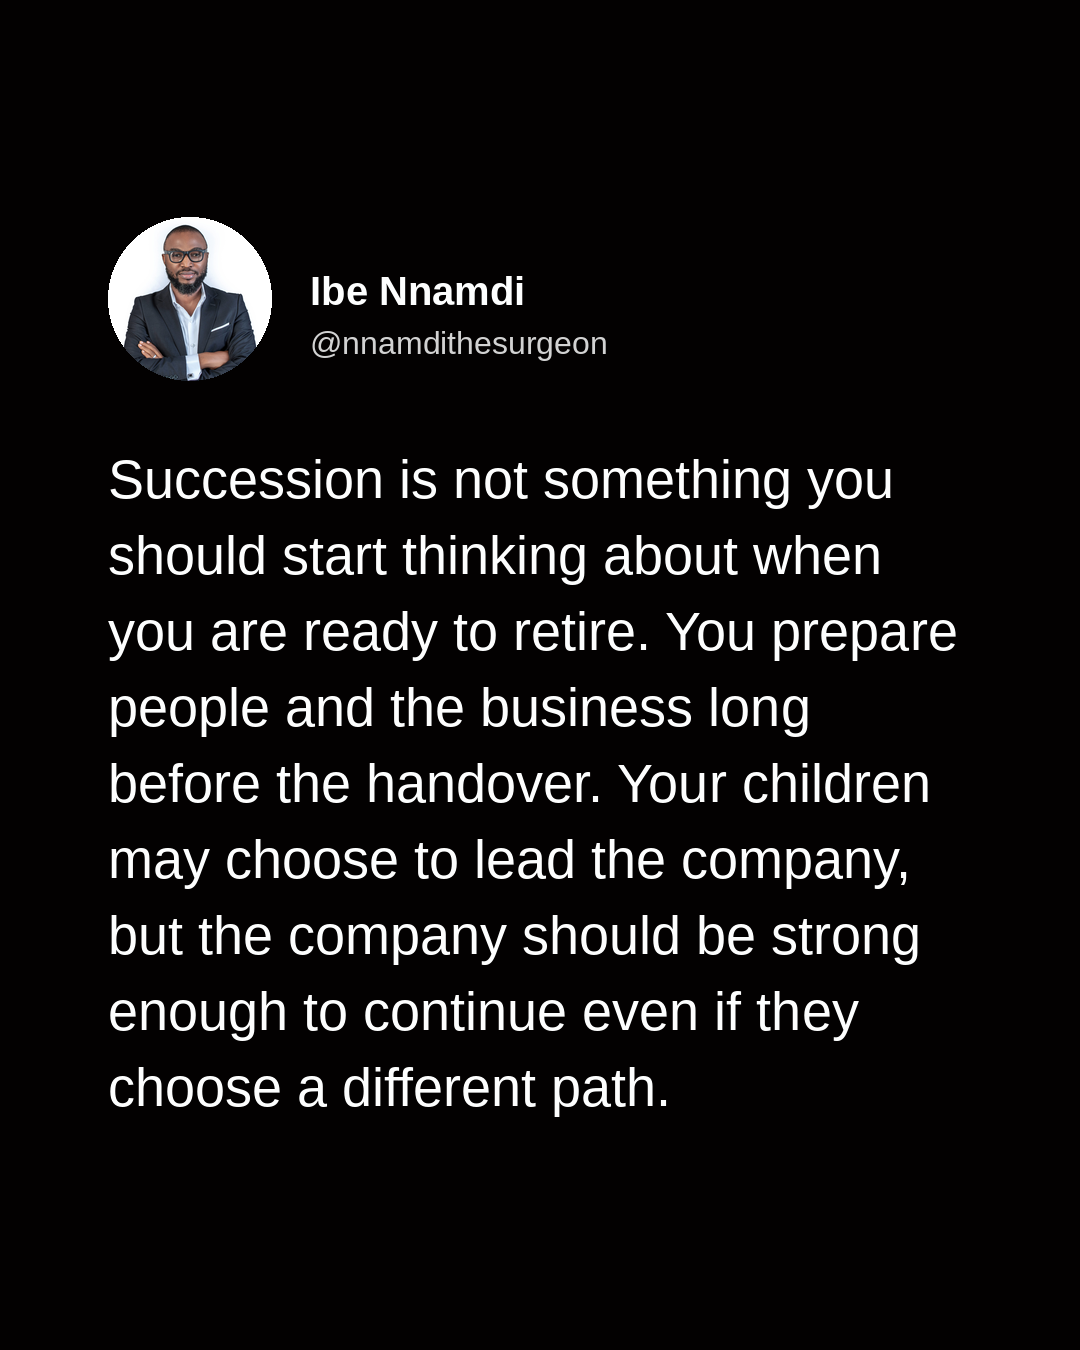 Ibe Nnamdi
@nnamdithesurgeon
Succession is not something you
should start thinking about when
you are ready to retire. You prepare
people and the business long
before the handover. Your children
may choose to lead the company,
but the company should be strong
enough to continue even if they
choose a different path.